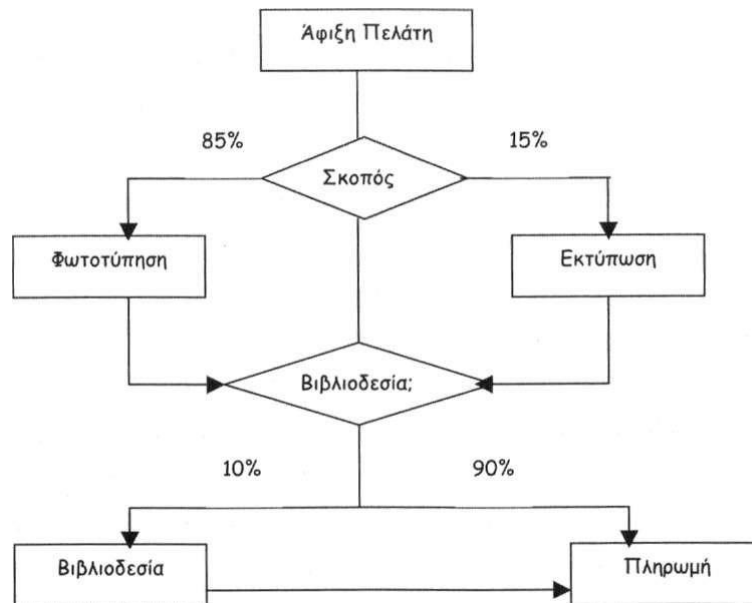 Άφιξη Πελάτη
85%
15%
Σκοπός
Φωτοτύπηση
Εκτύπωση
Βιβλιοδεσία;
10%
90%
Βιβλιοδεσία
Πληρωμή